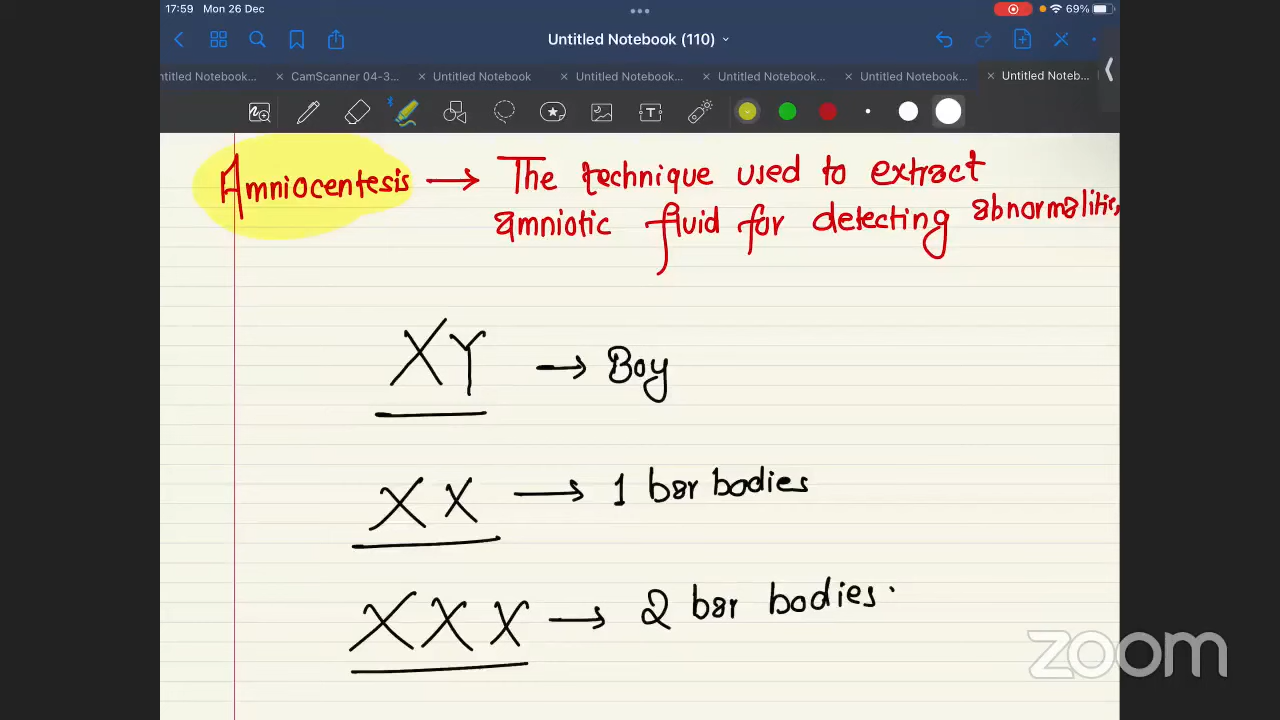 17:59 Mon 26 Dec
69%
Untitled Notebook (110)
ntitled Notebook...
CamScanner 04-3...
Untitled Notebook
Untitled Notebook...
Untitled Notebook...
Untitled Notebook...
Untitled Noteb...
Amniocentesis → The technique used to extract
amniotic fluid for detecting abnormalities
XY → Boy
XX → 1 bar bodies
XXX → 2 bar bodies.
zoom